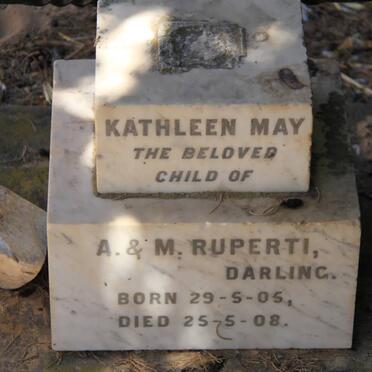 KATHLEEN MAY
THE BELOVED
CHILD OF
A. & M. RUPERTI,
DARLING.
BORN 29-5-05,
DIED 25-5-08.